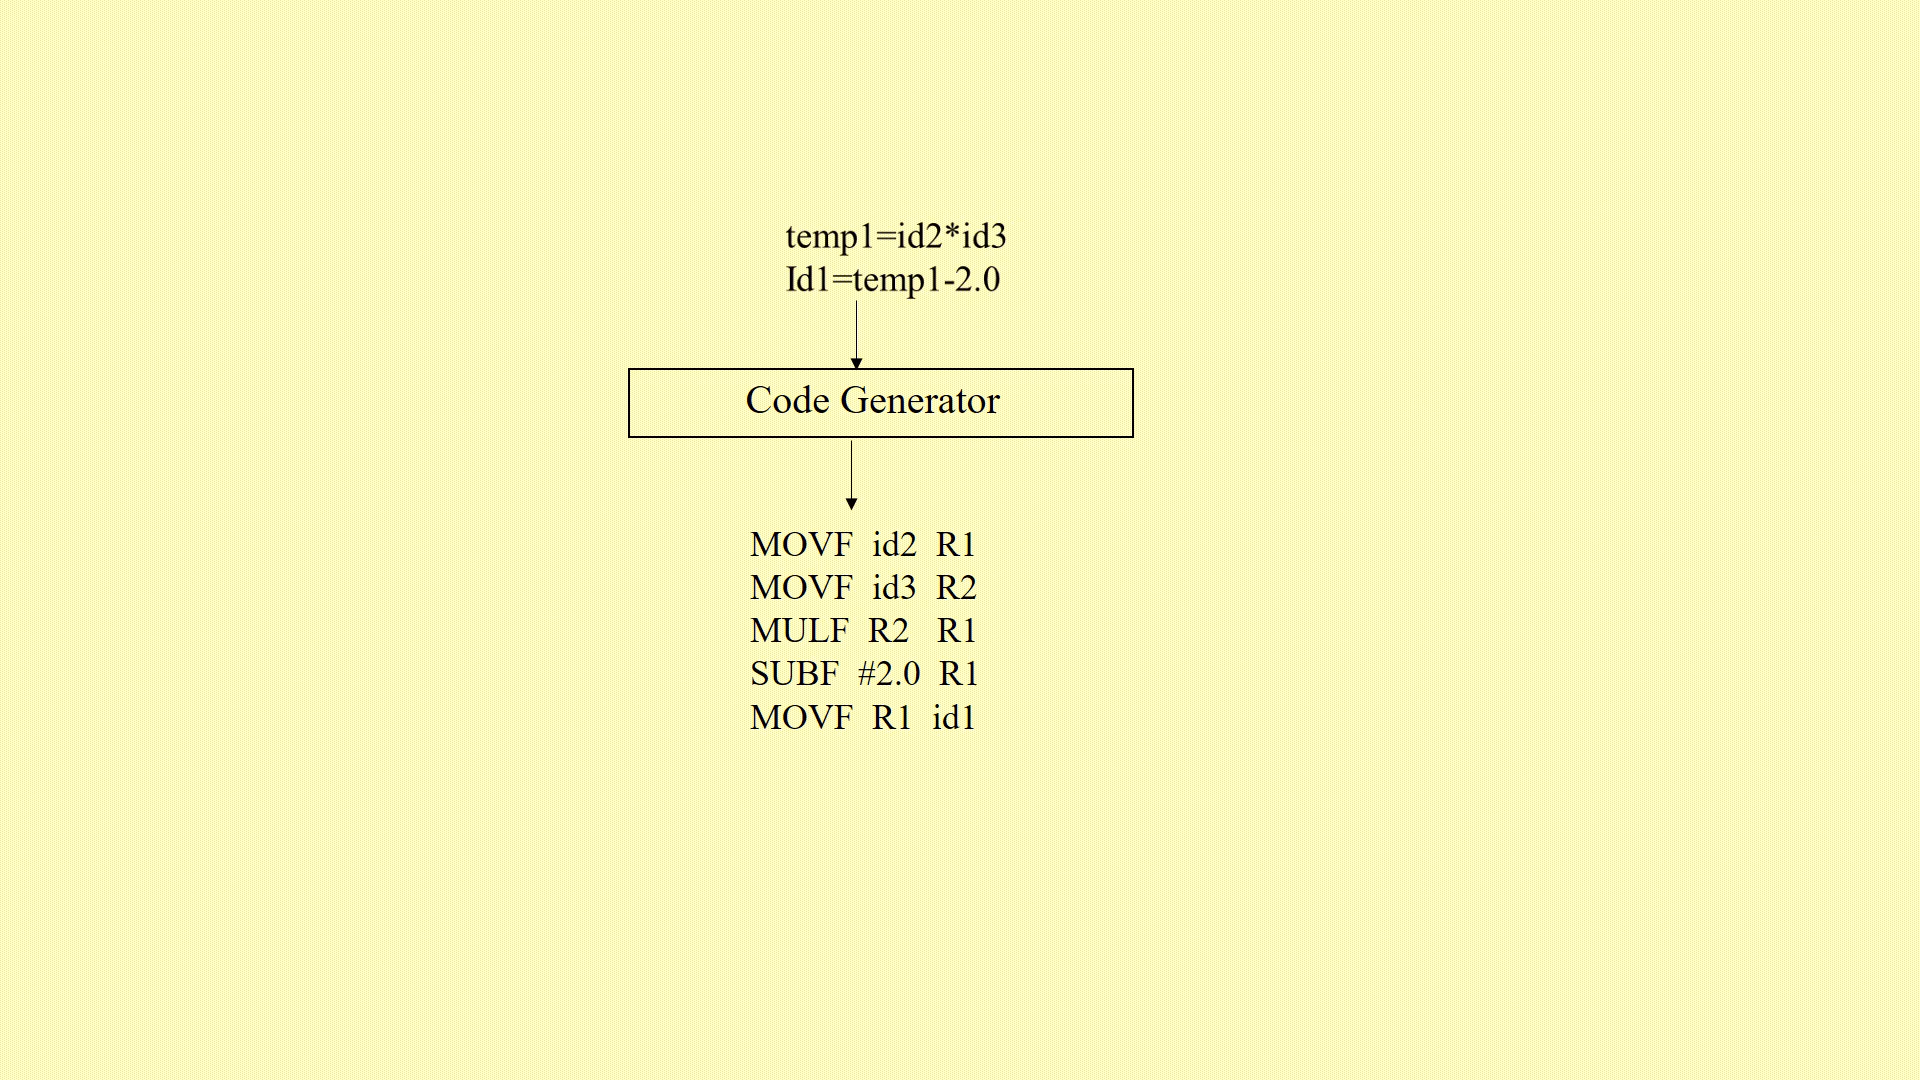 temp1=id2*id3
Id1=temp1-2.0
Code Generator
MOVF id2 R1
MOVF id3 R2
MULF R2 R1
SUBF #2.0 R1
MOVF R1 id1